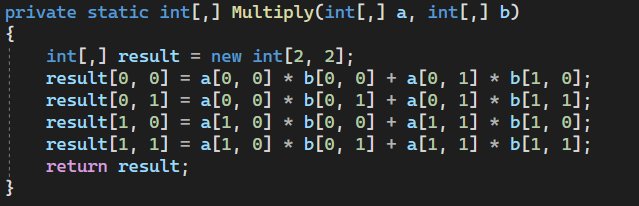 private static int[,] Multiply(int[,] a, int[,] b)
{
    int[,] result = new int[2, 2];
    result[0, 0] = a[0, 0] * b[0, 0] + a[0, 1] * b[1, 0];
    result[0, 1] = a[0, 0] * b[0, 1] + a[0, 1] * b[1, 1];
    result[1, 0] = a[1, 0] * b[0, 0] + a[1, 1] * b[1, 0];
    result[1, 1] = a[1, 0] * b[0, 1] + a[1, 1] * b[1, 1];
    return result;
}